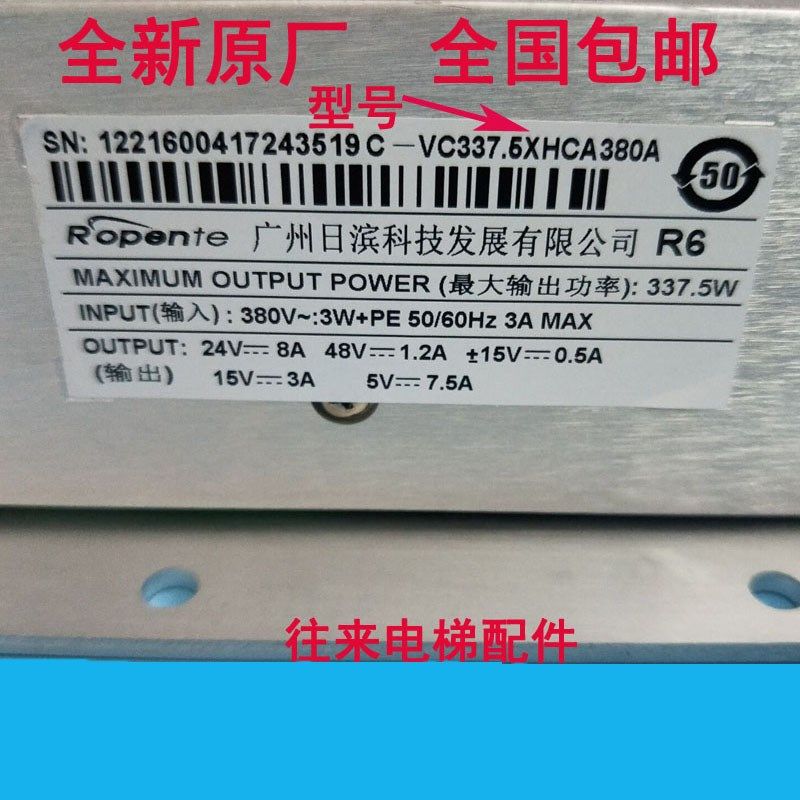 全新原厂 全国包邮
型号
SN: 1221600417243519 C -VC337.5XHCA380A
50
Ropente 广州日滨科技发展有限公司 R6
MAXIMUM OUTPUT POWER (最大输出功率): 337.5W
INPUT(输入) : 380V~:3W+PE 50/60Hz 3A MAX
OUTPUT: 24V⎓8A 48V⎓1.2A ±15V⎓0.5A
(输出) 15V⎓3A 5V⎓7.5A
往来电梯配件